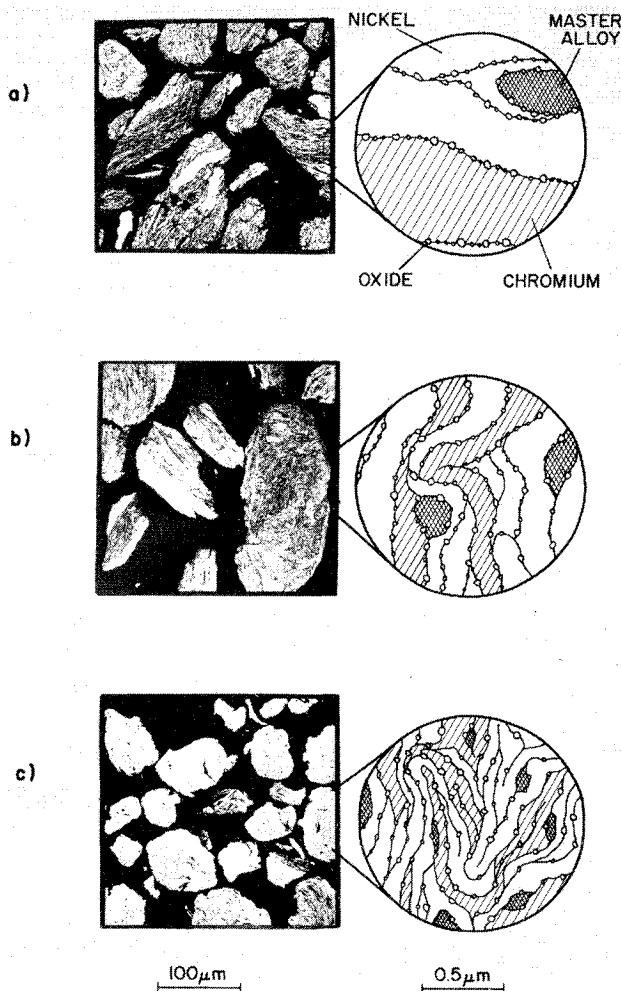 NICKEL
MASTER
ALLOY
a)
OXIDE
CHROMIUM
b)
c)
100μm
0.5μm